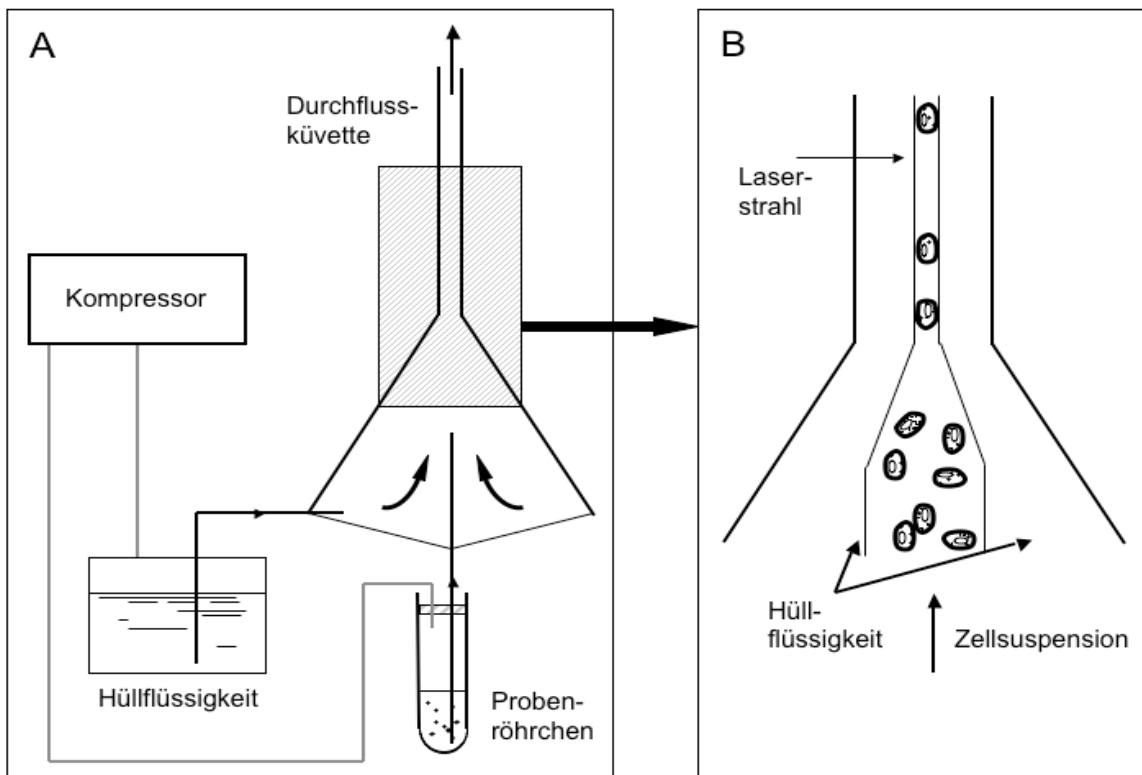 A
Durchfluss-
küvette
Kompressor
Hüllflüssigkeit
Proben-
röhrchen
B
Laser-
strahl
Hüll-
flüssigkeit
Zellsuspension